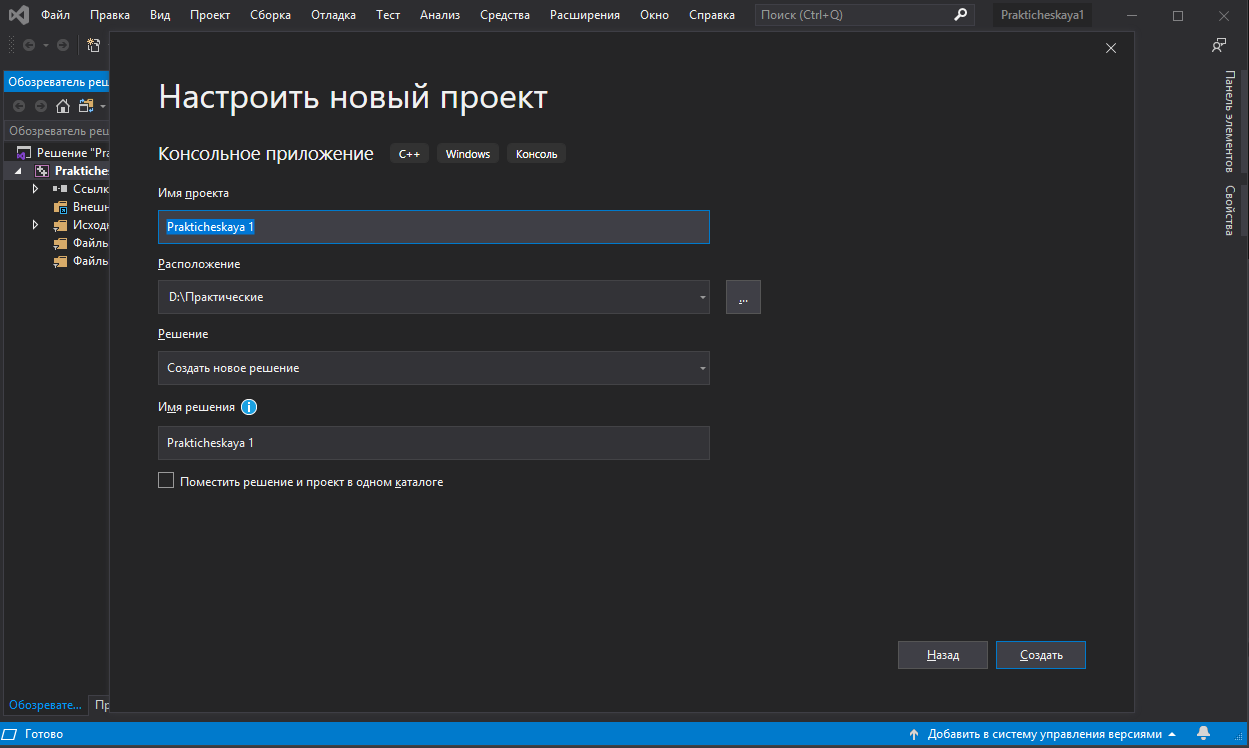 Файл Правка Вид Проект Сборка Отладка Тест Анализ Средства Расширения Окно Справка Поиск (Ctrl+Q) Prakticheskaya1
Обозреватель реш
Обозреватель реш
Решение "Pra
Praktiches
Ссылк
Внешн
Исходн
Файлы
Файлы
Настроить новый проект
Консольное приложение C++ Windows Консоль
Имя проекта
Prakticheskaya 1
Расположение
D:\Практические
...
Решение
Создать новое решение
Имя решения
Prakticheskaya 1
Поместить решение и проект в одном каталоге
Назад Создать
Панель элементов
Свойства
Обозревате... Пр
Готово Добавить в систему управления версиями